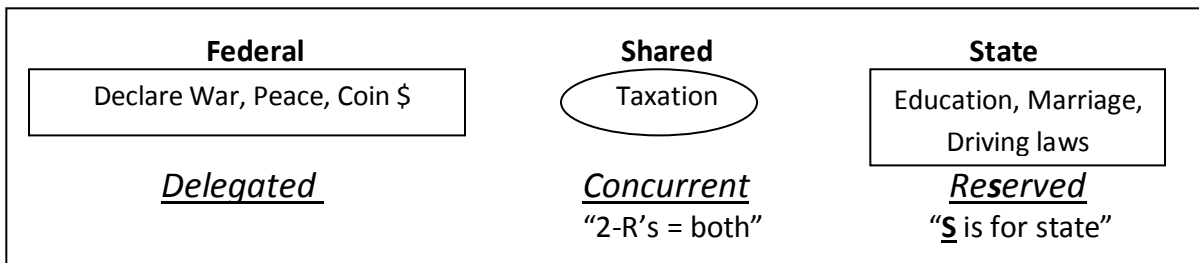 Federal Shared State
Declare War, Peace, Coin $ Taxation Education, Marriage,
Driving laws
Delegated Concurrent Reserved
“2-R’s = both” “S is for state”